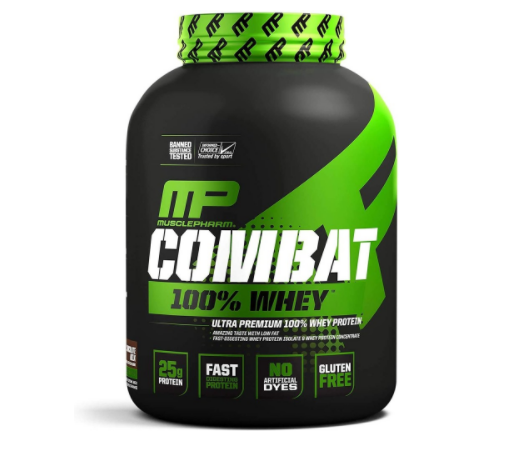 BANNED
SUBSTANCE
TESTED
INFORMED-
CHOICE
Trusted by sport
MP
MUSCLEPHARM®
COMBAT
100% WHEY
ULTRA PREMIUM 100% WHEY PROTEIN
AMAZING TASTE WITH LOW FAT
FAST-DIGESTING WHEY PROTEIN ISOLATE & WHEY PROTEIN CONCENTRATE
25g
PROTEIN
FAST
DIGESTING
PROTEIN
NO
ARTIFICIAL
DYES
GLUTEN
FREE